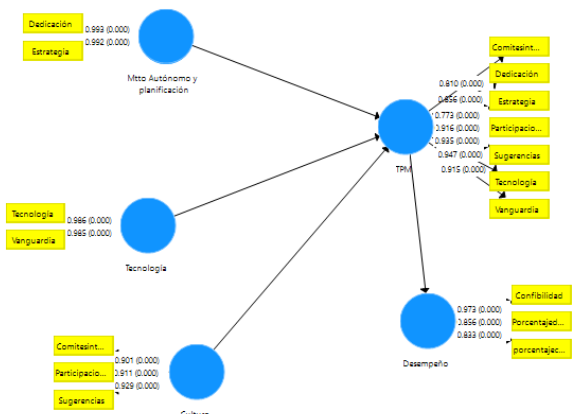 Dedicación
0.993 (0.000)
0.992 (0.000)
Estrategia
Mtto Autónomo y
planificación
Comitesint...
0.810 (0.000)
Dedicación
0.856 (0.000)
Estrategia
0.773 (0.000)
0.916 (0.000)
Participacio...
0.935 (0.000)
0.947 (0.000)
Sugerencias
TPM
0.915 (0.000)
Tecnología
Vanguardia
Tecnología
0.986 (0.000)
0.985 (0.000)
Vanguardia
Tecnología
Confibilidad
0.973 (0.000)
0.856 (0.000)
Porcentajed...
0.833 (0.000)
porcentajec...
Desempeño
Comitesint...
0.901 (0.000)
Participacio...
0.911 (0.000)
0.929 (0.000)
Sugerencias
Cultura